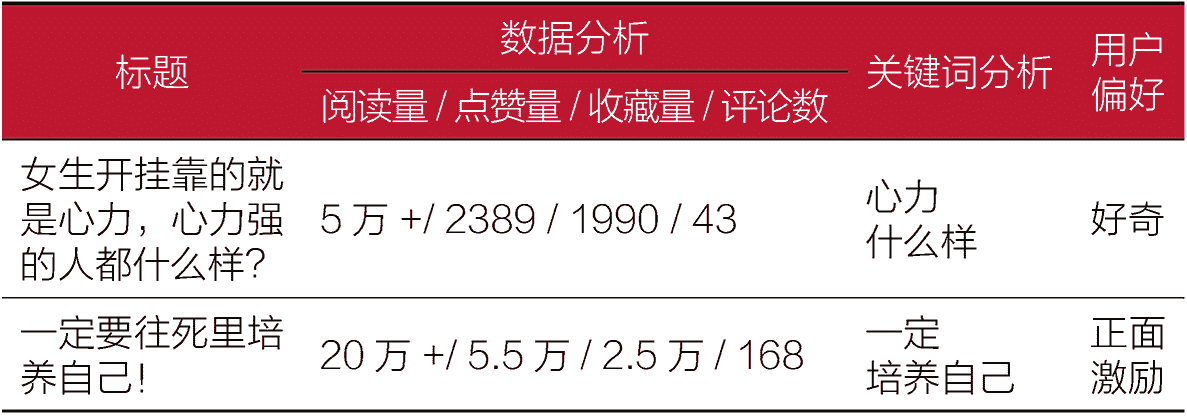 标题
数据分析
阅读量 / 点赞量 / 收藏量 / 评论数
关键词分析
用户
偏好
女生开挂靠的就
是心力，心力强
的人都什么样？
5 万 +/ 2389 / 1990 / 43
心力
什么样
好奇
一定要往死里培
养自己！
20 万 +/ 5.5 万 / 2.5 万 / 168
一定
培养自己
正面
激励